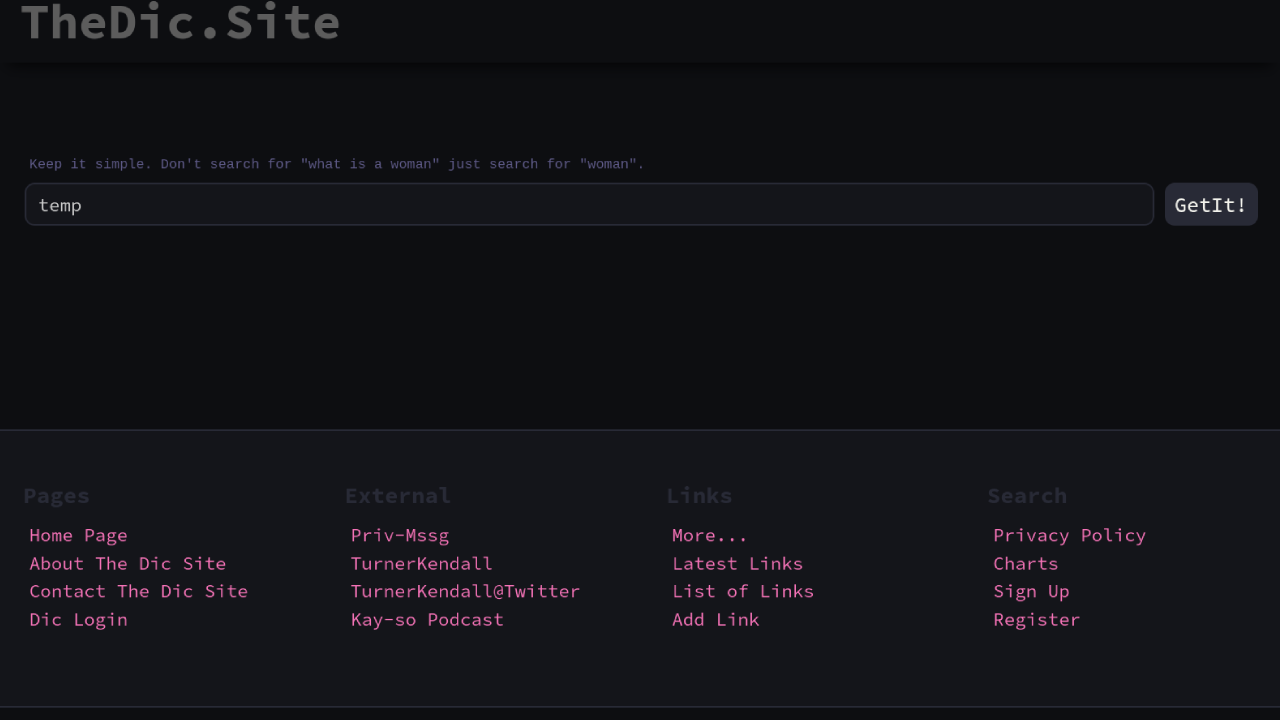 TheDic.Site
Keep it simple. Don't search for "what is a woman" just search for "woman".
temp
GetIt!
Pages
Home Page
About The Dic Site
Contact The Dic Site
Dic Login
External
Priv-Mssg
TurnerKendall
TurnerKendall@Twitter
Kay-so Podcast
Links
More...
Latest Links
List of Links
Add Link
Search
Privacy Policy
Charts
Sign Up
Register